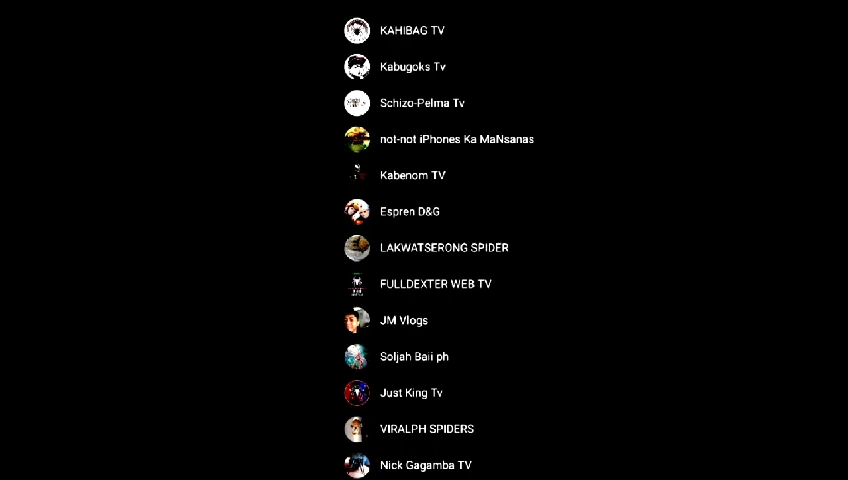 KAHIBAG TV
Kabugoks Tv
Schizo-Pelma Tv
not-not iPhones Ka MaNsanas
Kabenom TV
Espren D&G
LAKWATSERONG SPIDER
FULLDEXTER WEB TV
JM Vlogs
Soljah Baii ph
Just King Tv
VIRALPH SPIDERS
Nick Gagamba TV